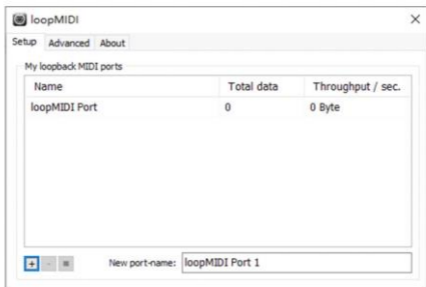 loopMIDI
Setup Advanced About
My loopback MIDI ports
Name Total data Throughput / sec.
loopMIDI Port 0 0 Byte
New port-name: loopMIDI Port 1